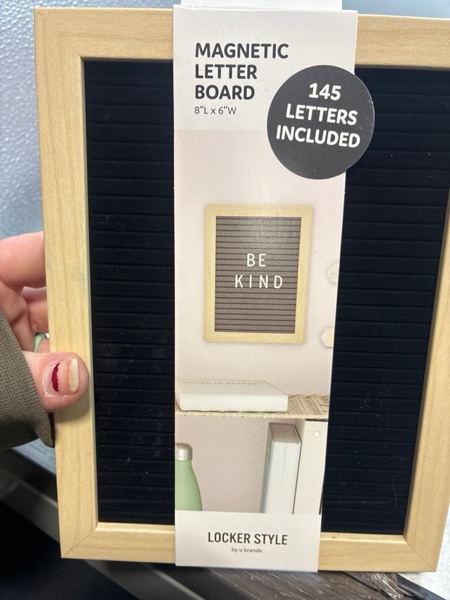 MAGNETIC
LETTER
BOARD
8"L x 6"W
145
LETTERS
INCLUDED
BE
KIND
LOCKER STYLE
by u brands